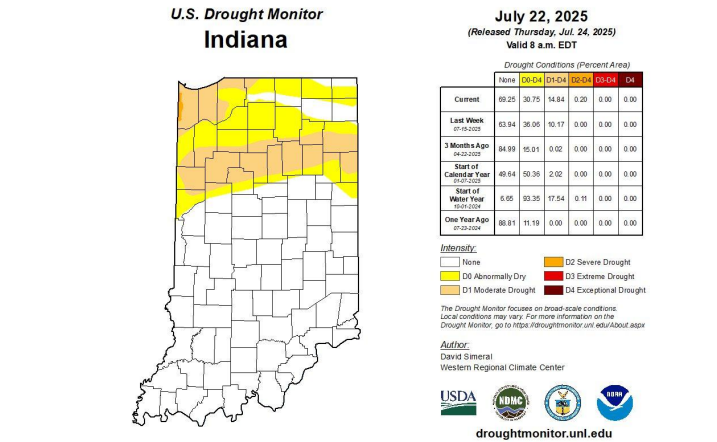 U.S. Drought Monitor
Indiana
July 22, 2025
(Released Thursday, Jul. 24, 2025)
Valid 8 a.m. EDT
Drought Conditions (Percent Area)
None D0-D4 D1-D4 D2-D4 D3-D4 D4
Current 69.25 30.75 14.84 0.20 0.00 0.00
Last Week
07-15-2025 63.94 36.06 10.17 0.00 0.00 0.00
3 Months Ago
04-22-2025 84.99 15.01 0.02 0.00 0.00 0.00
Start of
Calendar Year
01-07-2025 49.64 50.36 2.02 0.00 0.00 0.00
Start of
Water Year
10-01-2024 6.65 93.35 17.54 0.11 0.00 0.00
One Year Ago
07-23-2024 88.81 11.19 0.00 0.00 0.00 0.00
Intensity:
None
D0 Abnormally Dry
D1 Moderate Drought
D2 Severe Drought
D3 Extreme Drought
D4 Exceptional Drought
The Drought Monitor focuses on broad-scale conditions.
Local conditions may vary. For more information on the
Drought Monitor, go to https://droughtmonitor.unl.edu/About.aspx
Author:
David Simeral
Western Regional Climate Center
USDA
NDMC
NOAA
droughtmonitor.unl.edu